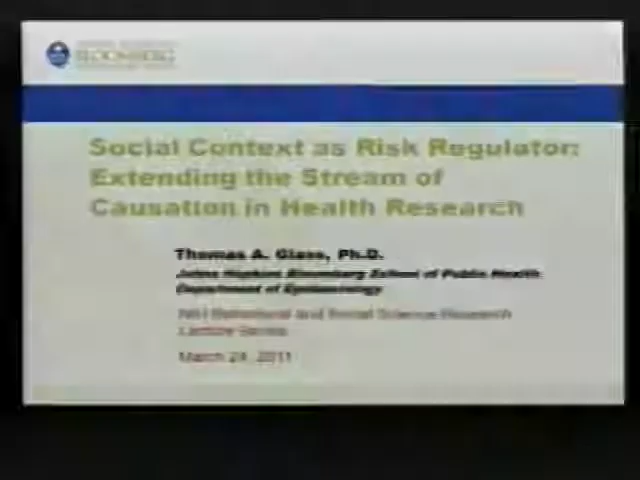 BLOOMBERG
Social Context as Risk Regulator:
Extending the Stream of
Causation in Health Research
Thomas A. Glass, Ph.D.
Johns Hopkins Bloomberg School of Public Health
Department of Epidemiology
NIH Behavioral and Social Science Research
Lecture Series
March 24, 2011